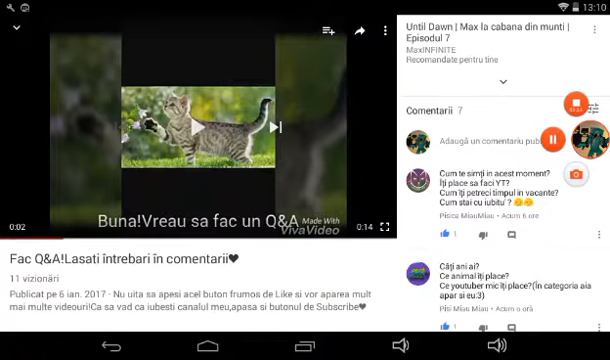 13:10
Until Dawn | Max la cabana din munti |
Episodul 7
MaxINFINITE
Recomandate pentru tine
Comentarii 7
Adaugă un comentariu publ
Cum te simți in acest moment?
Îți place sa faci YT?
Cum îți petreci timpul in vacante?
Cum stai cu iubitu'?
Pisica MiauMiau • Acum 6 ore
1
Câți ani ai?
Ce animal îți place?
Ce youtuber mic îți place?(În categoria aia
apar si eu:3)
Pisi Miau Miau • Acum o oră
Buna!Vreau sa fac un Q&A
Made With
VivaVideo
0:02
0:14
Fac Q&A!Lasati întrebari în comentarii♥
11 vizionări
Publicat pe 6 ian. 2017 - Nu uita sa apesi acel buton frumos de Like si vor aparea mult
mai multe videouri!Ca sa vad ca iubesti canalul meu,apasa si butonul de Subscribe♥